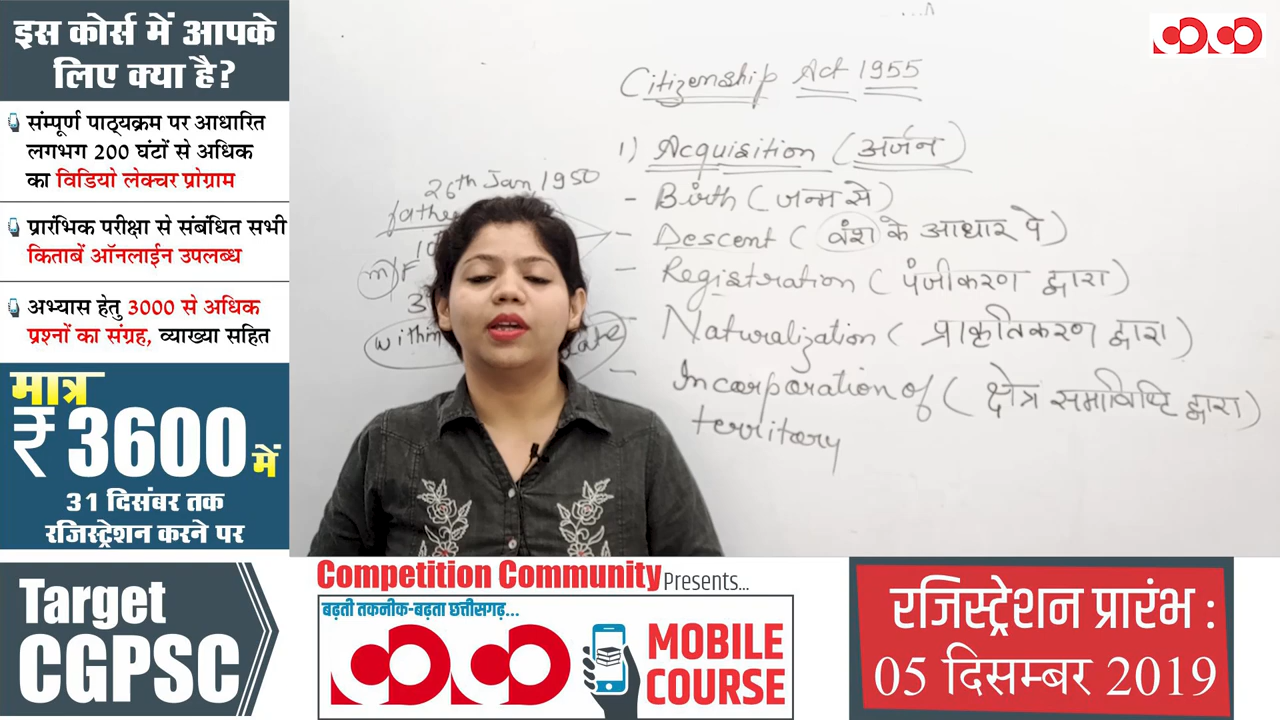 इस कोर्स में आपके
लिए क्या है?
संम्पूर्ण पाठ्यक्रम पर आधारित
लगभग 200 घंटों से अधिक
का विडियो लेक्चर प्रोग्राम
प्रारंभिक परीक्षा से संबंधित सभी
किताबें ऑनलाईन उपलब्ध
अभ्यास हेतु 3000 से अधिक
प्रश्नों का संग्रह, व्याख्या सहित
मात्र
₹ 3600 में
31 दिसंबर तक
रजिस्ट्रेशन करने पर
Target
CGPSC
Citizenship Act 1955
1) Acquisition (अर्जन)
- Birth (जन्म से)
- Descent (वंश के आधार पे)
- Registration (पंजीकरण द्वारा)
- Naturalization (प्राकृतिकरण द्वारा)
- Incorporation of (क्षेत्र समाविष्टि द्वारा)
territory
26th Jan, 1950
father
m/F
within
Competition Community Presents...
बढ़ती तकनीक-बढ़ता छत्तीसगढ़...
MOBILE
COURSE
रजिस्ट्रेशन प्रारंभ :
05 दिसम्बर 2019